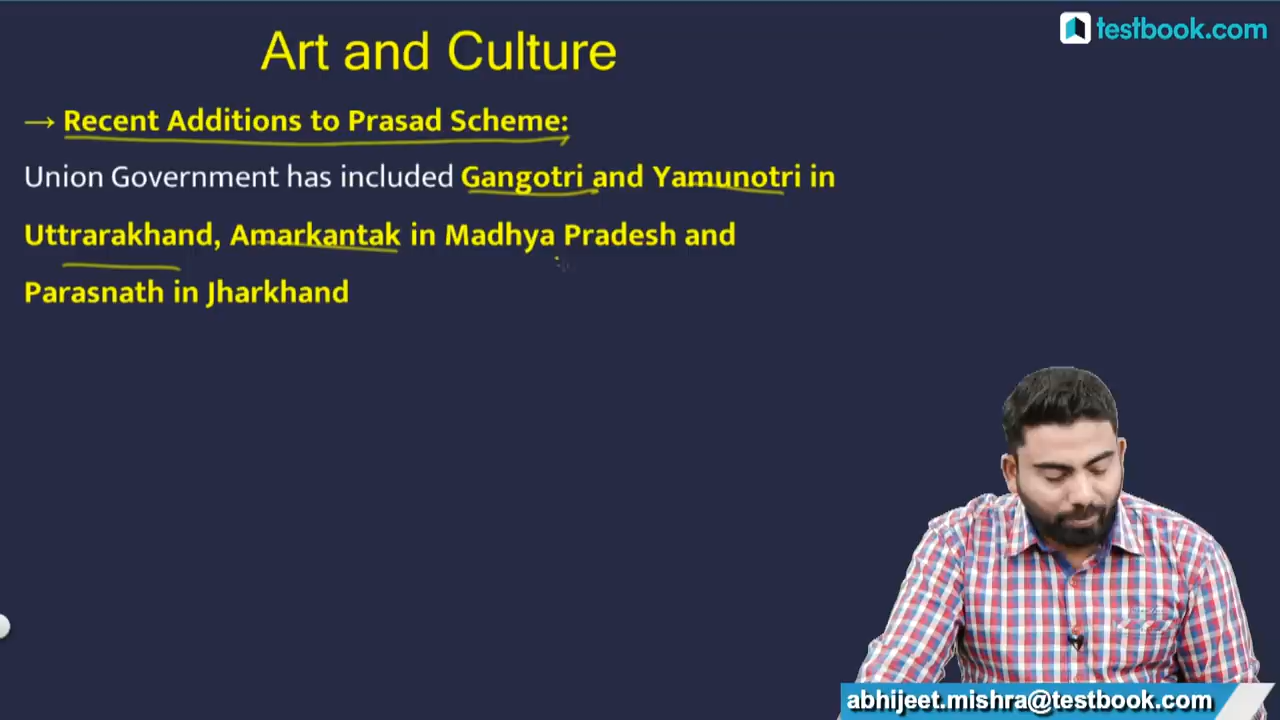 Art and Culture
testbook.com
→ Recent Additions to Prasad Scheme:
Union Government has included Gangotri and Yamunotri in
Uttrarakhand, Amarkantak in Madhya Pradesh and
Parasnath in Jharkhand
abhijeet.mishra@testbook.com